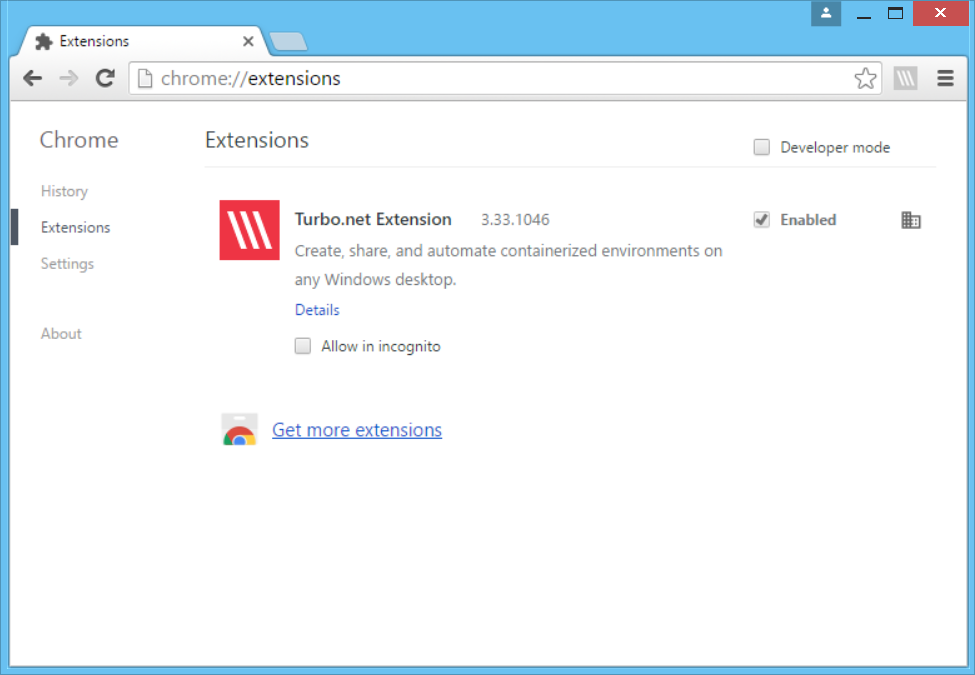 Extensions
chrome://extensions
Chrome
Extensions
Developer mode
History
Extensions
Settings
About
Turbo.net Extension 3.33.1046
Enabled
Create, share, and automate containerized environments on
any Windows desktop.
Details
Allow in incognito
Get more extensions